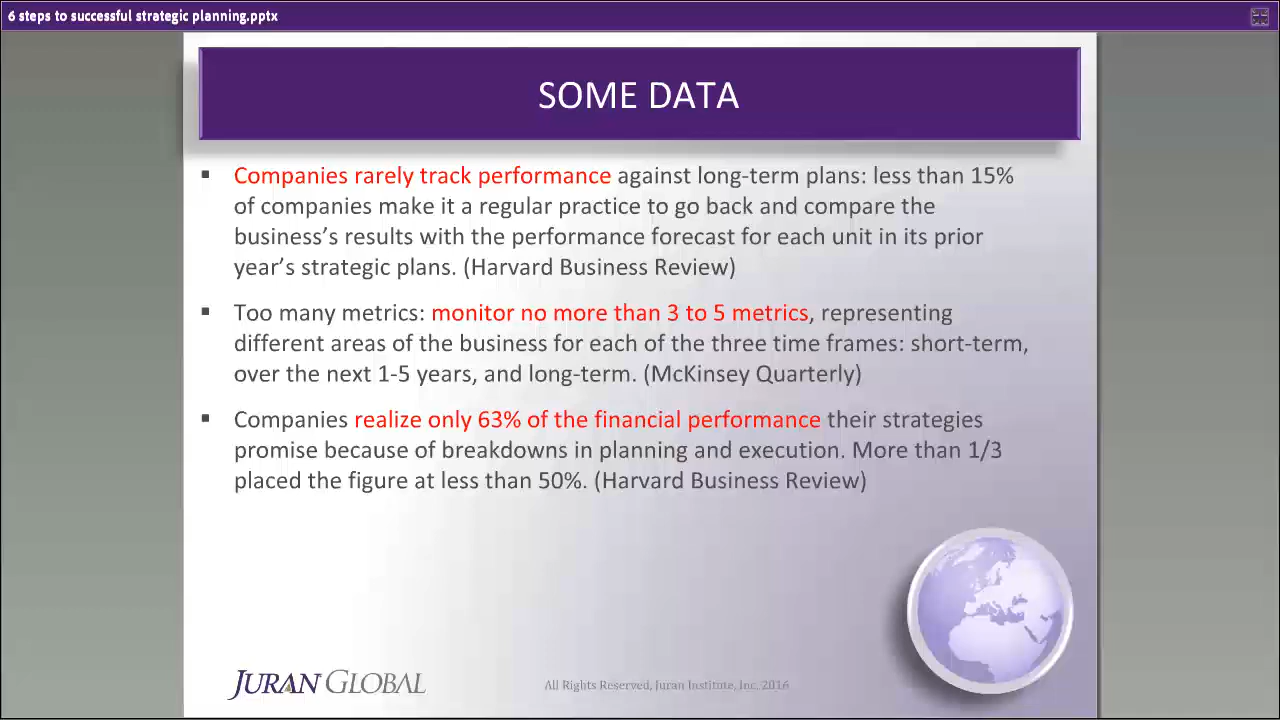 6 steps to successful strategic planning.pptx
SOME DATA
▪ Companies rarely track performance against long-term plans: less than 15%
of companies make it a regular practice to go back and compare the
business’s results with the performance forecast for each unit in its prior
year’s strategic plans. (Harvard Business Review)
▪ Too many metrics: monitor no more than 3 to 5 metrics, representing
different areas of the business for each of the three time frames: short-term,
over the next 1-5 years, and long-term. (McKinsey Quarterly)
▪ Companies realize only 63% of the financial performance their strategies
promise because of breakdowns in planning and execution. More than 1/3
placed the figure at less than 50%. (Harvard Business Review)
JURAN GLOBAL
All Rights Reserved, Juran Institute, Inc. 2016